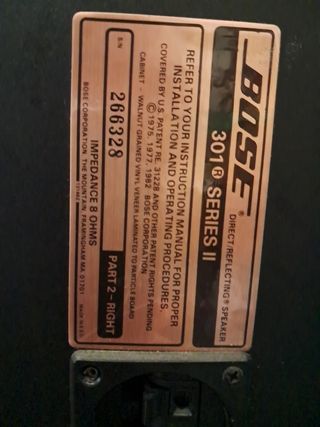 BOSE®
DIRECT/REFLECTING® SPEAKER
301® SERIES II
REFER TO YOUR INSTRUCTION MANUAL FOR PROPER
INSTALLATION AND OPERATING PROCEDURES
COVERED BY U.S. PATENT RE. 31228 AND OTHER PATENT RIGHTS PENDING
© 1975, 1977, 1982 BOSE CORPORATION
CABINET - WALNUT GRAINED VINYL VENEER LAMINATED TO PARTICLE BOARD
S/N
266328
PART 2-RIGHT
IMPEDANCE 8 OHMS
BOSE CORPORATION, THE MOUNTAIN, FRAMINGHAM MA. 01701
MADE IN U.S.A.